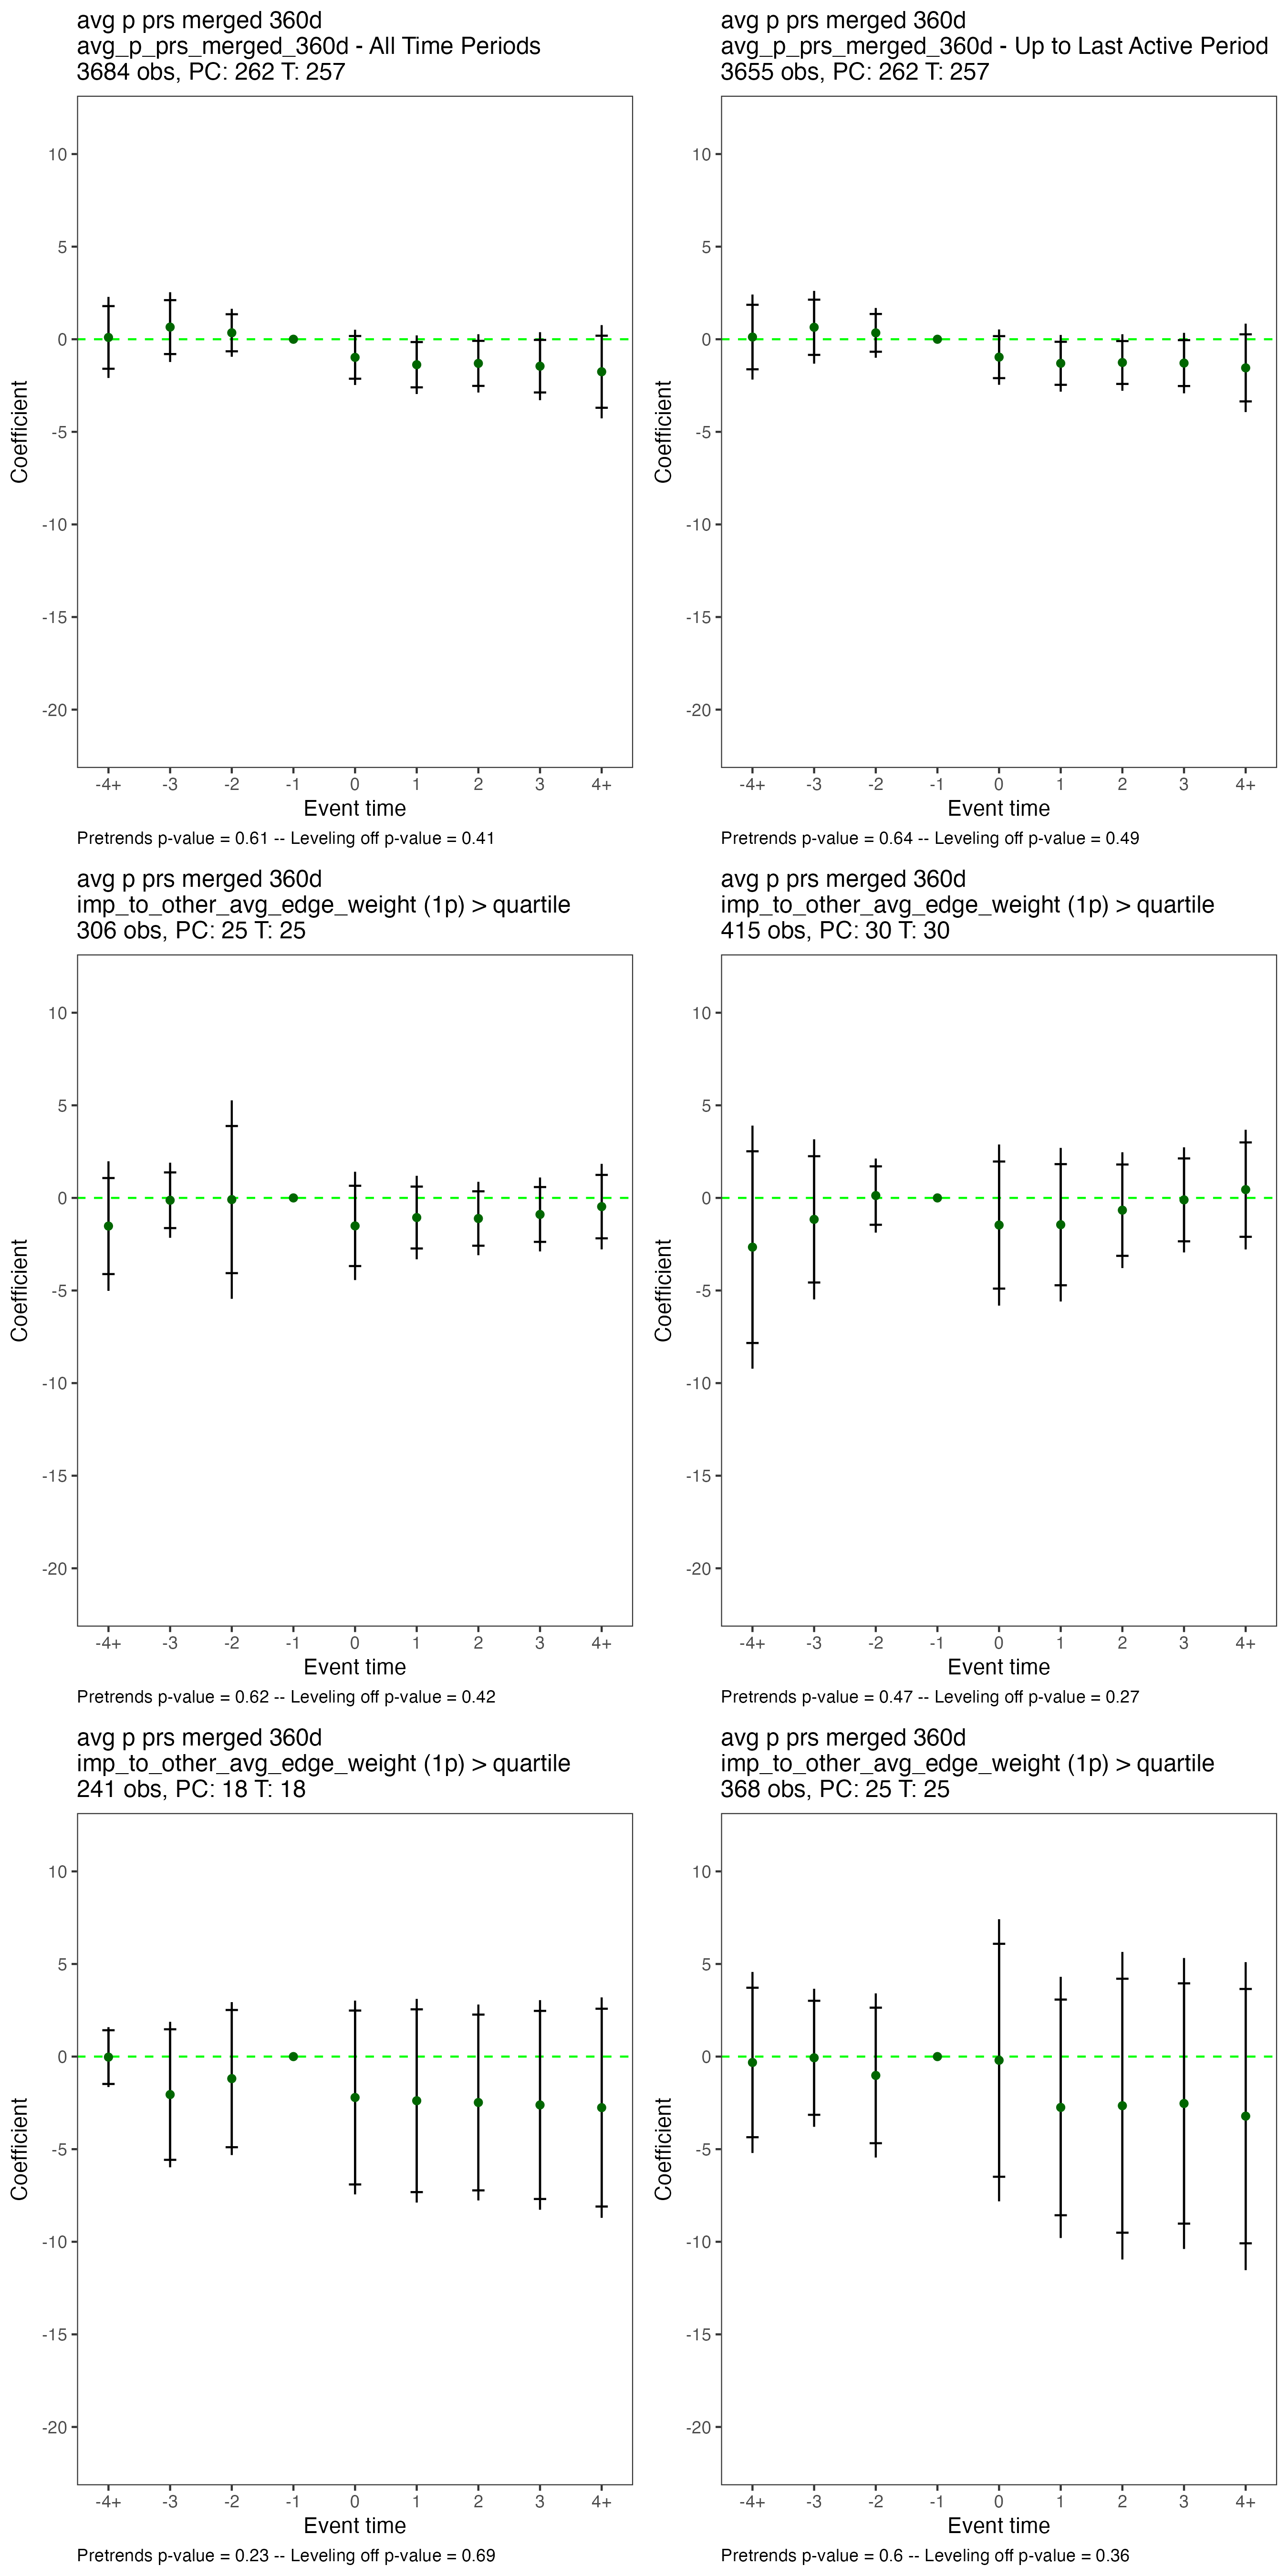 avg p prs merged 360d
avg_p_prs_merged_360d - All Time Periods
3684 obs, PC: 262 T: 257
10
5
0
-5
-10
-15
-20
Coefficient
-4+ -3 -2 -1 0 1 2 3 4+
Event time
Pretrends p-value = 0.61 -- Leveling off p-value = 0.41
avg p prs merged 360d
avg_p_prs_merged_360d - Up to Last Active Period
3655 obs, PC: 262 T: 257
10
5
0
-5
-10
-15
-20
Coefficient
-4+ -3 -2 -1 0 1 2 3 4+
Event time
Pretrends p-value = 0.64 -- Leveling off p-value = 0.49
avg p prs merged 360d
imp_to_other_avg_edge_weight (1p) > quartile
306 obs, PC: 25 T: 25
10
5
0
-5
-10
-15
-20
Coefficient
-4+ -3 -2 -1 0 1 2 3 4+
Event time
Pretrends p-value = 0.62 -- Leveling off p-value = 0.42
avg p prs merged 360d
imp_to_other_avg_edge_weight (1p) > quartile
415 obs, PC: 30 T: 30
10
5
0
-5
-10
-15
-20
Coefficient
-4+ -3 -2 -1 0 1 2 3 4+
Event time
Pretrends p-value = 0.47 -- Leveling off p-value = 0.27
avg p prs merged 360d
imp_to_other_avg_edge_weight (1p) > quartile
241 obs, PC: 18 T: 18
10
5
0
-5
-10
-15
-20
Coefficient
-4+ -3 -2 -1 0 1 2 3 4+
Event time
Pretrends p-value = 0.23 -- Leveling off p-value = 0.69
avg p prs merged 360d
imp_to_other_avg_edge_weight (1p) > quartile
368 obs, PC: 25 T: 25
10
5
0
-5
-10
-15
-20
Coefficient
-4+ -3 -2 -1 0 1 2 3 4+
Event time
Pretrends p-value = 0.6 -- Leveling off p-value = 0.36